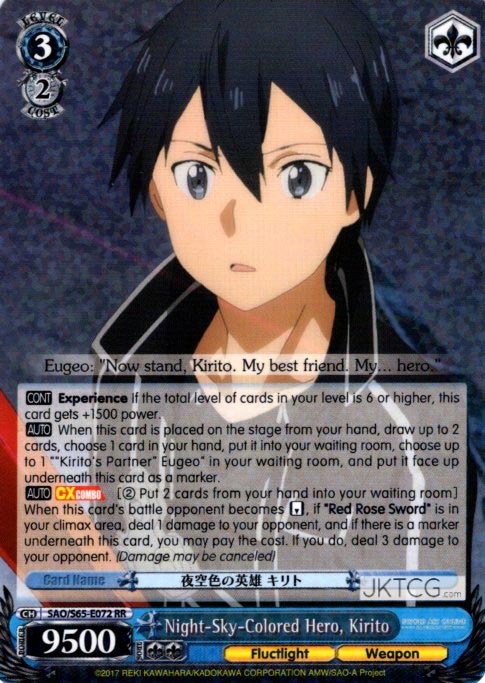 LEVEL
3
2
COST
Eugeo: "Now stand, Kirito. My best friend. My... hero."
CONT Experience If the total level of cards in your level is 6 or higher, this
card gets +1500 power.
AUTO When this card is placed on the stage from your hand, draw up to 2
cards, choose 1 card in your hand, put it into your waiting room, choose up
to 1 ""Kirito's Partner" Eugeo" in your waiting room, and put it face up
underneath this card as a marker.
AUTO CXCOMBO [② Put 2 cards from your hand into your waiting room]
When this card's battle opponent becomes , if "Red Rose Sword" is in
your climax area, deal 1 damage to your opponent, and if there is a marker
underneath this card, you may pay the cost. If you do, deal 3 damage to
your opponent. (Damage may be canceled)
Card Name 夜空色の英雄 キリト
JKTCG.com
CH SAO/S65-E072 RR
POWER 9500
Night-Sky-Colored Hero, Kirito
SWORD ART ONLINE
Fluctlight Weapon
©2017 REKI KAWAHARA/KADOKAWA CORPORATION AMW/SAO-A Project